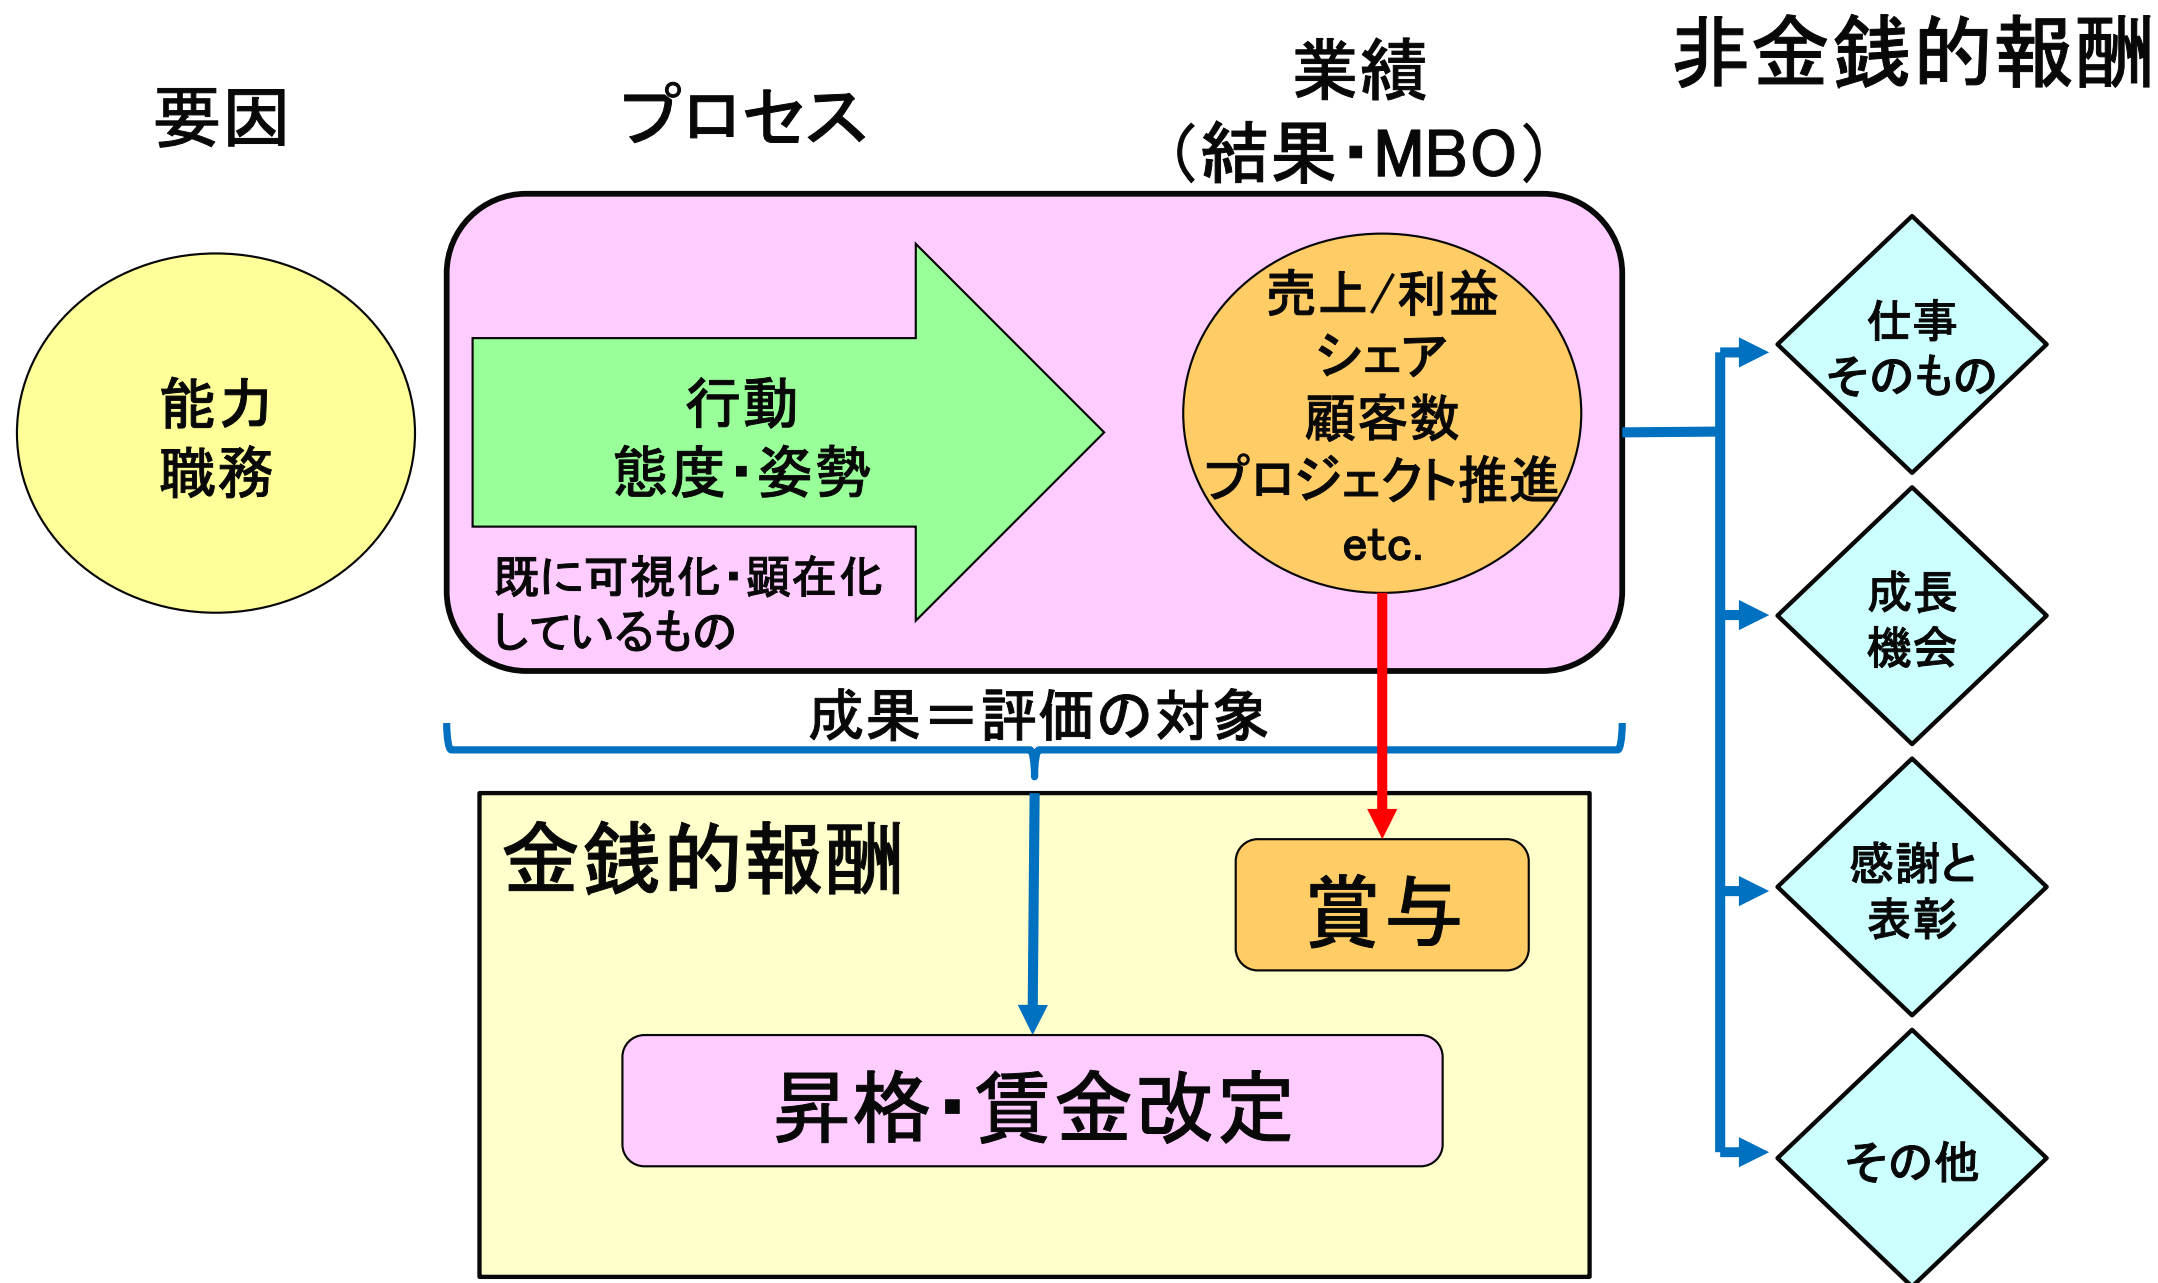 要因
プロセス
業績
（結果・MBO）
非金銭的報酬
能力
職務
行動
態度・姿勢
既に可視化・顕在化
しているもの
売上/利益
シェア
顧客数
プロジェクト推進
etc.
成果＝評価の対象
金銭的報酬
賞与
昇格・賃金改定
仕事
そのもの
成長
機会
感謝と
表彰
その他